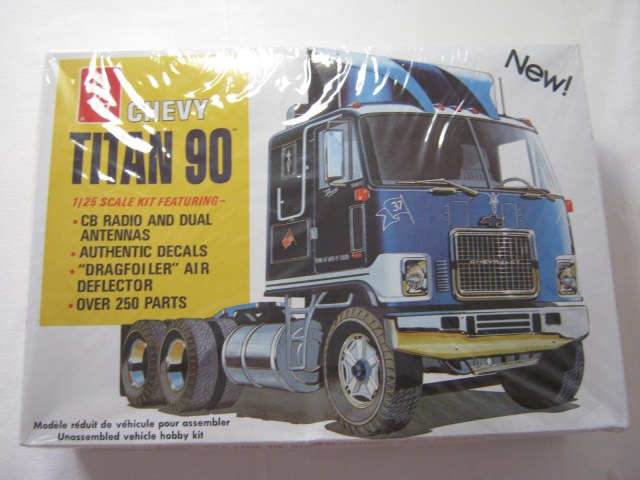 New!
CHEVY
TITAN 90
1/25 SCALE KIT FEATURING-
• CB RADIO AND DUAL
ANTENNAS
• AUTHENTIC DECALS
• "DRAGFOILER" AIR
DEFLECTOR
• OVER 250 PARTS
37
CHEVROLET
Modèle réduit de véhicule pour assembler
Unassembled vehicle hobby kit